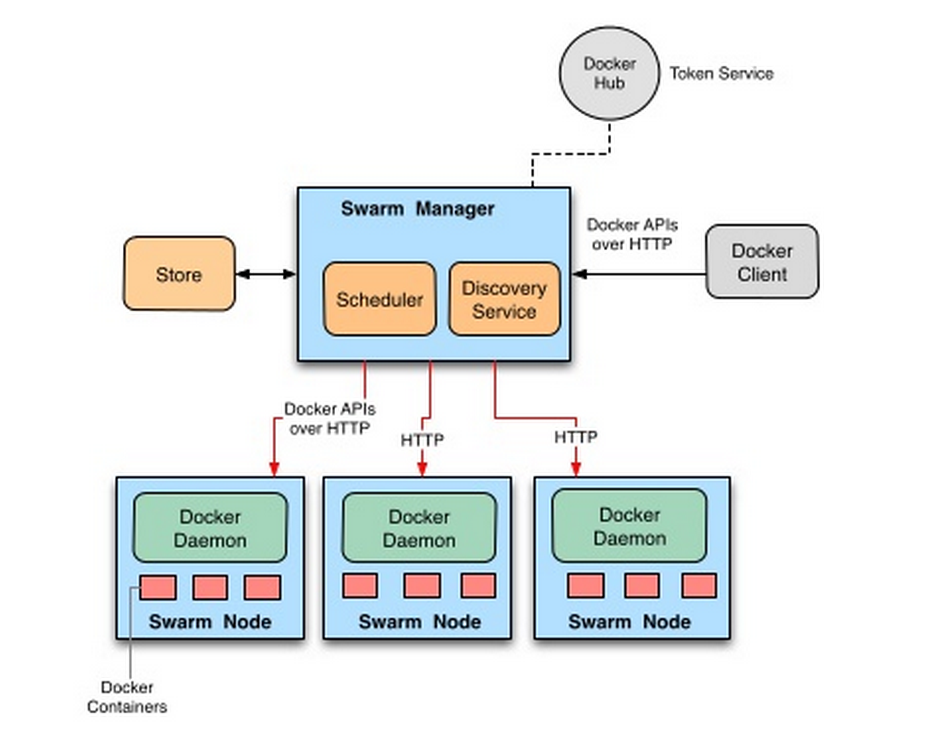 Docker
Hub
Token Service
Swarm Manager
Docker APIs
over HTTP
Store
Scheduler
Discovery
Service
Docker
Client
Docker APIs
over HTTP
HTTP
HTTP
Docker
Daemon
Swarm Node
Docker
Daemon
Swarm Node
Docker
Daemon
Swarm Node
Docker
Containers